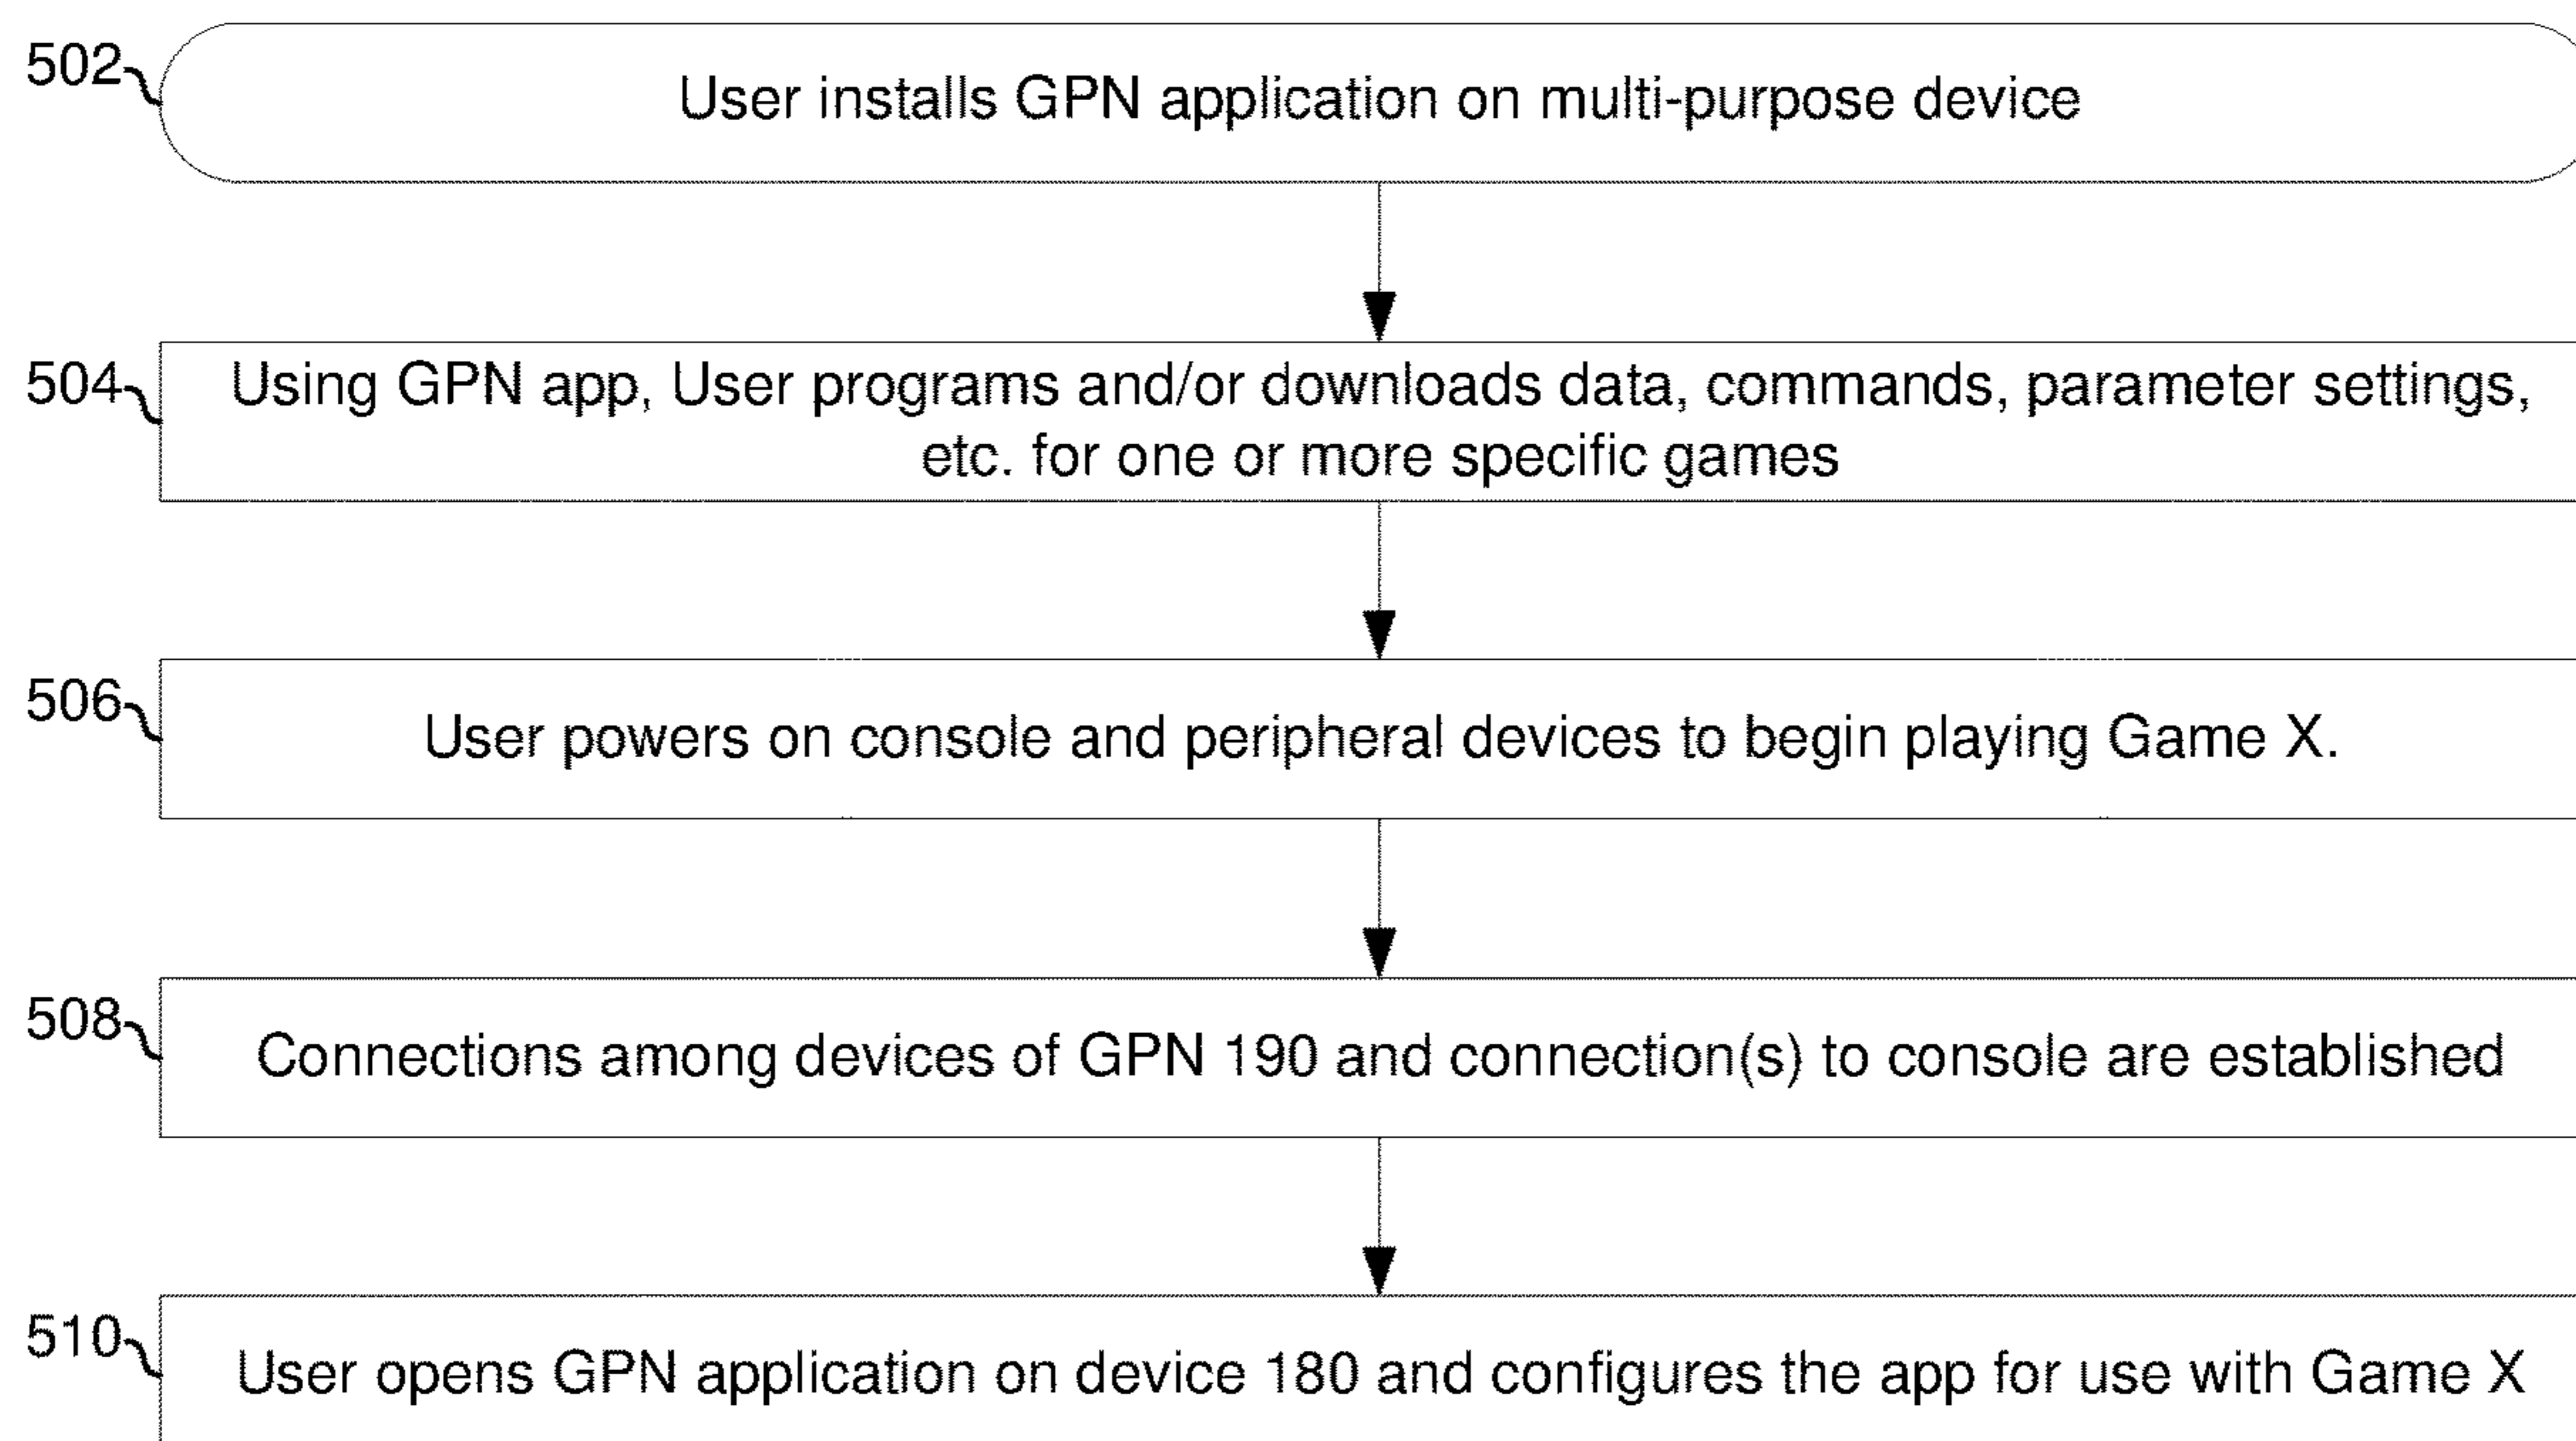 502
User installs GPN application on multi-purpose device
504
Using GPN app, User programs and/or downloads data, commands, parameter settings,
etc. for one or more specific games
506
User powers on console and peripheral devices to begin playing Game X.
508
Connections among devices of GPN 190 and connection(s) to console are established
510
User opens GPN application on device 180 and configures the app for use with Game X